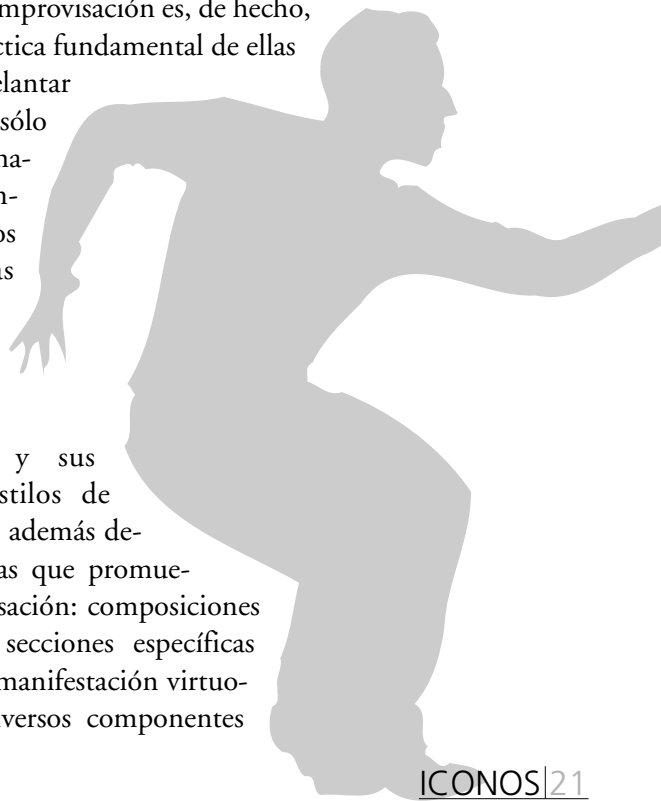 mprovisación es, de hecho,
ctica fundamental de ellas
elantar
sólo
na-
n-
os
as
y sus
stilos de
además de-
as que promue-
sación: composiciones
secciones específicas
manifestación virtuo-
versos componentes
ICONOS|21